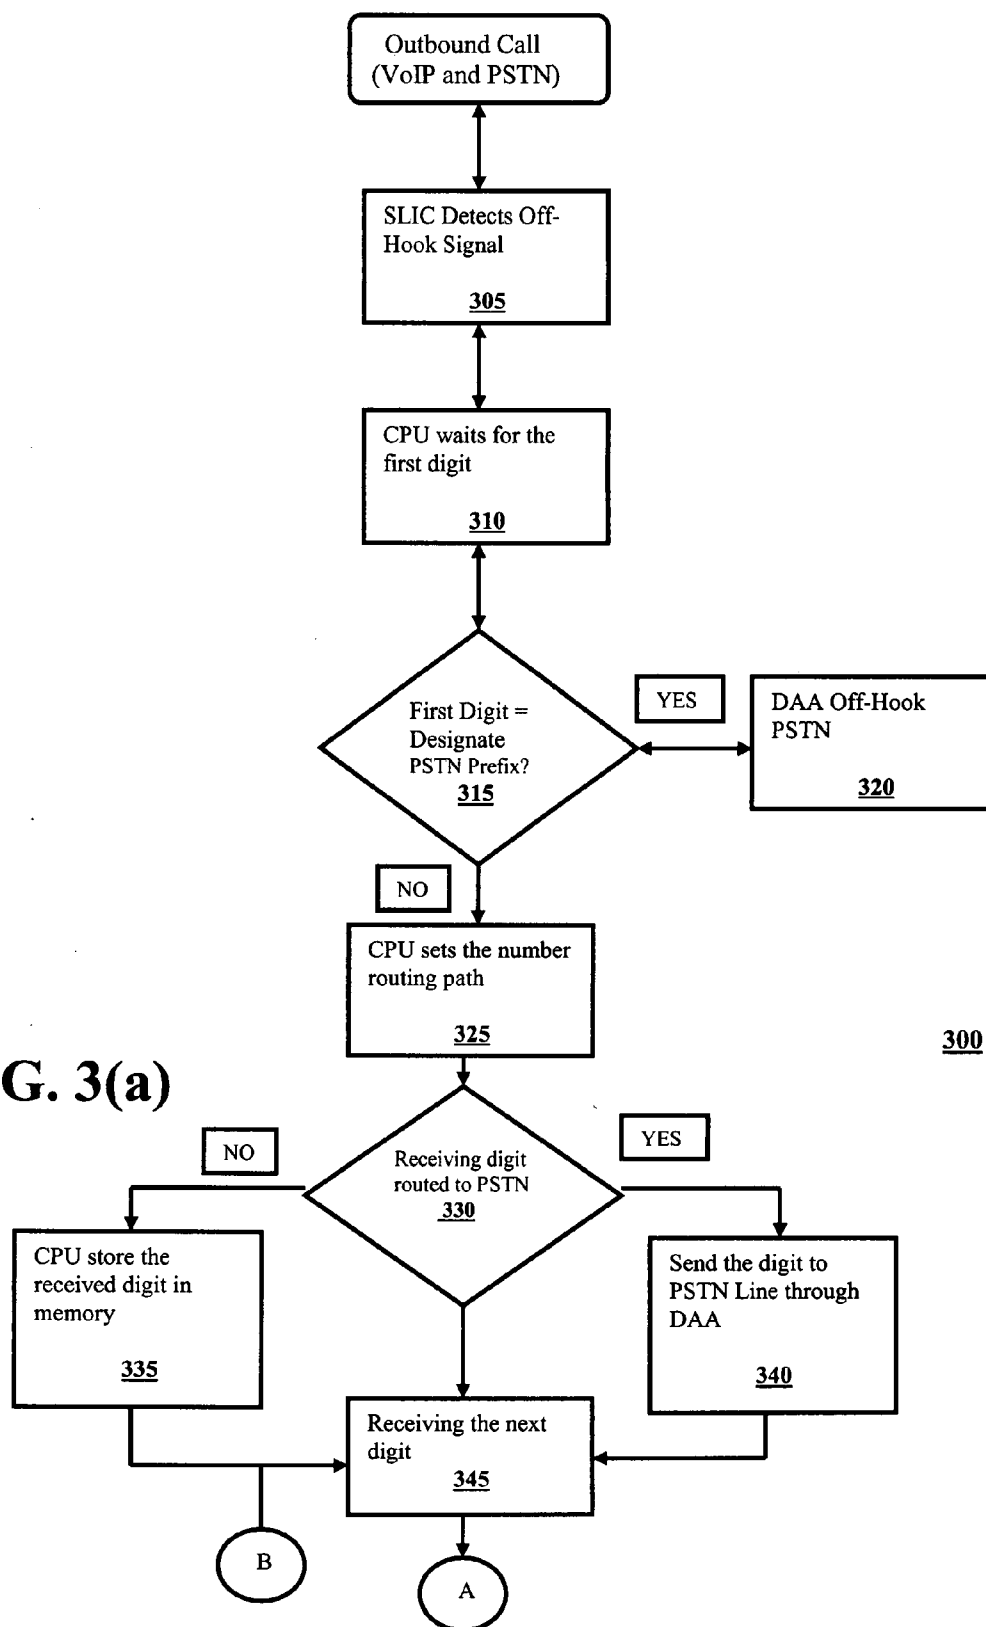 Outbound Call
(VoIP and PSTN)
SLIC Detects Off-
Hook Signal
305
CPU waits for the
first digit
310
First Digit =
Designate
PSTN Prefix?
315
YES
DAA Off-Hook
PSTN
320
NO
CPU sets the number
routing path
325
300
G. 3(a)
NO
Receiving digit
routed to PSTN
330
YES
CPU store the
received digit in
memory
335
Send the digit to
PSTN Line through
DAA
340
Receiving the next
digit
345
B
A